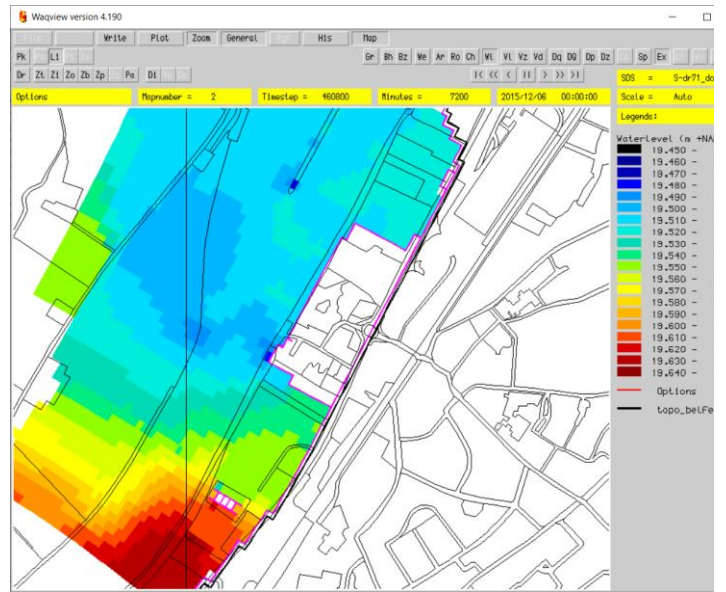 Waqview version 4.190
Write Plot Zoom General His Map
Pk Li Gr Bh Bz We Ar Ro Ch Wl Vl Vz Vd Dq DG Dp Dz Sp Ex
Dr Zt Zi Zo Zb Zp Pa Di |< << < || > >> >|
SDS = S-dr71_do
Options Mapnumber = 2 Timestep = 460800 Minutes = 7200 2015/12/06 00:00:00 Scale = Auto
Legenda:
Waterlevel (m +NA
19.450 -
19.460 -
19.470 -
19.480 -
19.490 -
19.500 -
19.510 -
19.520 -
19.530 -
19.540 -
19.550 -
19.560 -
19.570 -
19.580 -
19.590 -
19.600 -
19.610 -
19.620 -
19.630 -
19.640 -
Options
topo_belFe